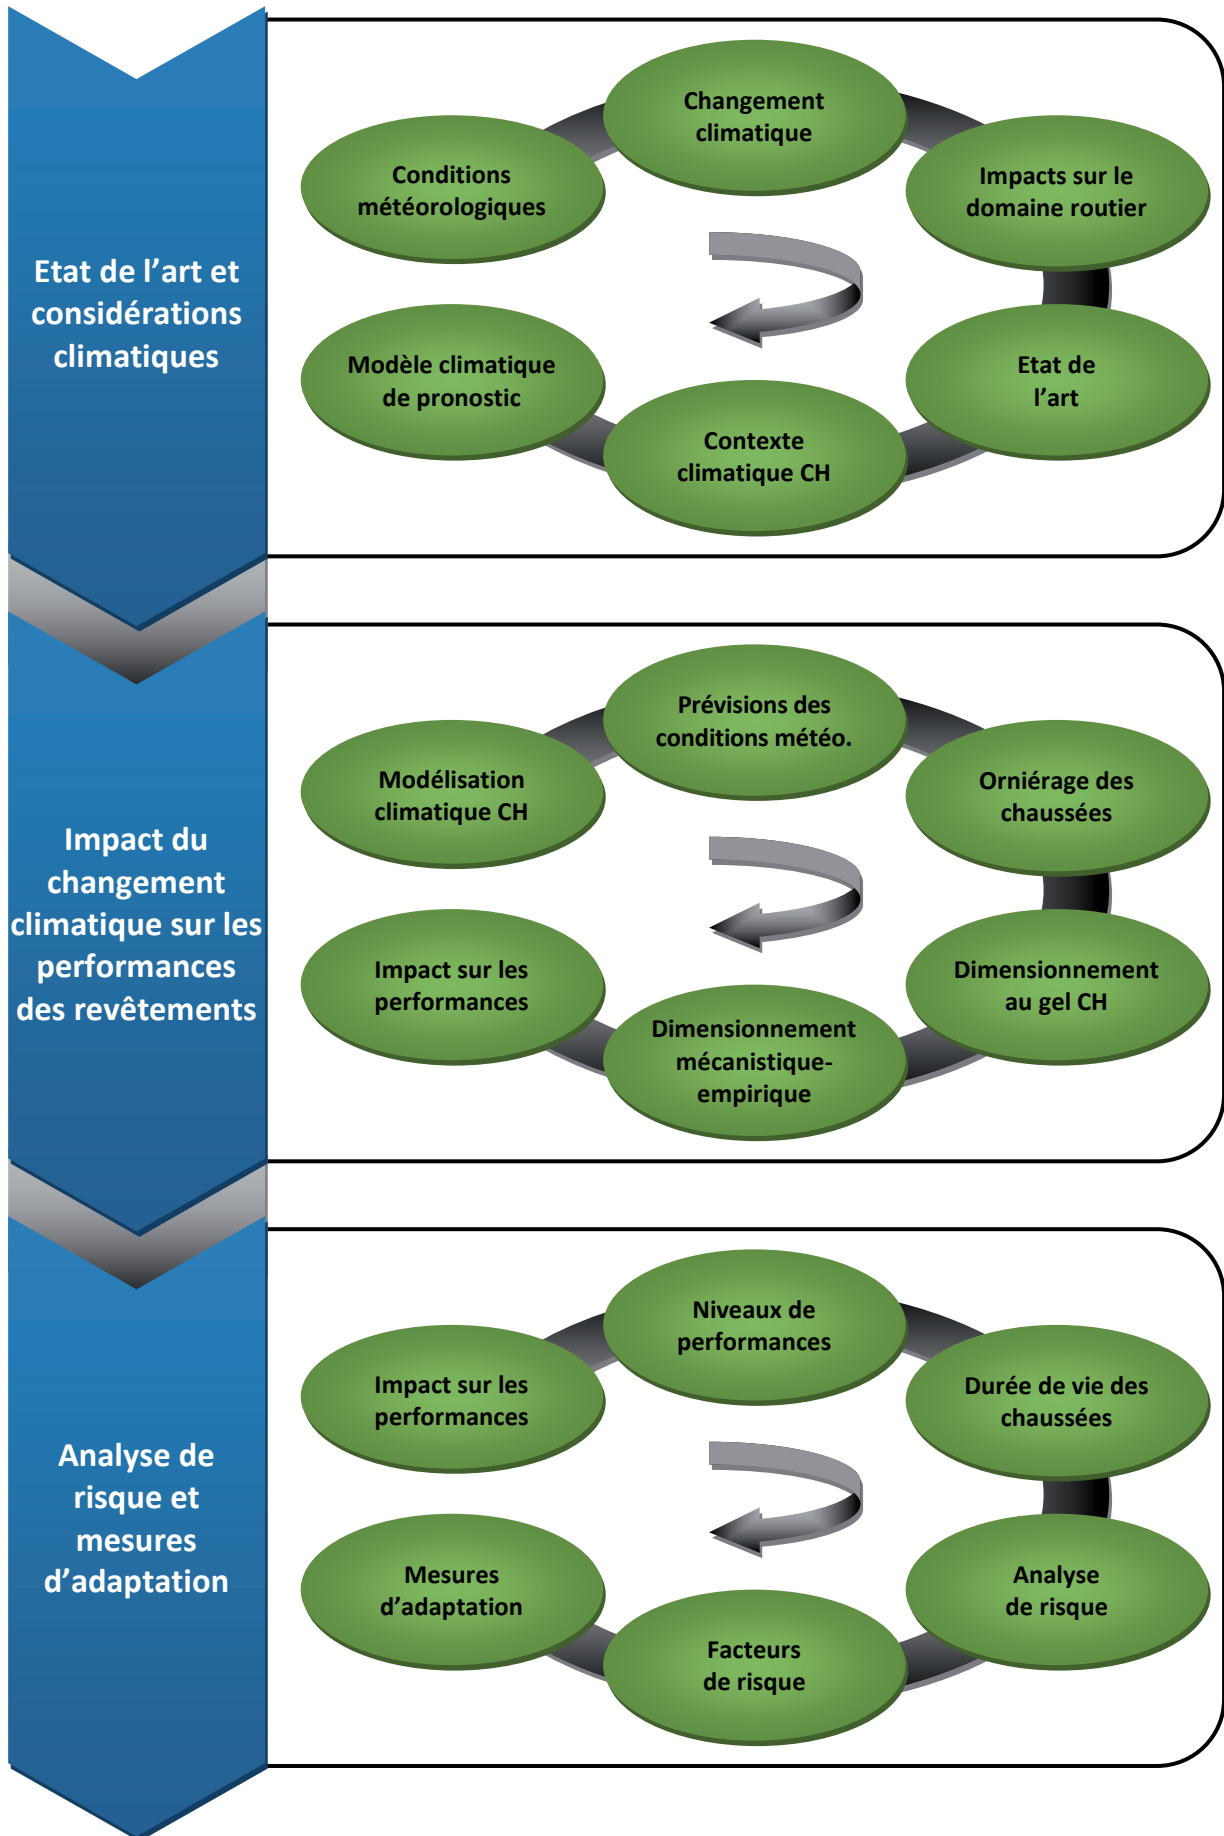 Etat de l'art et
considérations
climatiques
Conditions
météorologiques
Changement
climatique
Impacts sur le
domaine routier
Etat de
l'art
Contexte
climatique CH
Modèle climatique
de pronostic
Impact du
changement
climatique sur les
performances
des revêtements
Modélisation
climatique CH
Prévisions des
conditions météo.
Orniérage des
chaussées
Dimensionnement
au gel CH
Dimensionnement
mécanistique-
empirique
Impact sur les
performances
Analyse de
risque et
mesures
d'adaptation
Impact sur les
performances
Niveaux de
performances
Durée de vie des
chaussées
Analyse
de risque
Facteurs
de risque
Mesures
d'adaptation